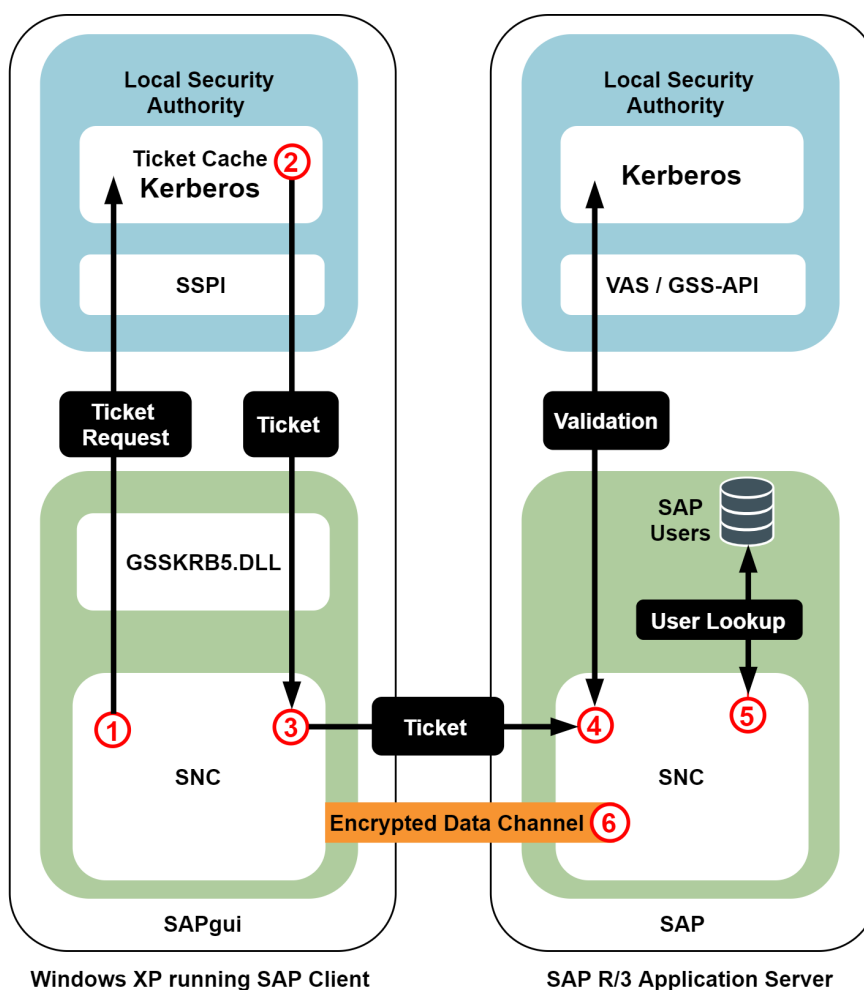 Local Security
Authority
Ticket Cache
2
Kerberos
SSPI
Ticket
Request
Ticket
GSSKRB5.DLL
1
3
SNC
SAPgui
Windows XP running SAP Client
Ticket
Encrypted Data Channel
6
Local Security
Authority
Kerberos
VAS / GSS-API
Validation
SAP
Users
User Lookup
4
5
SNC
SAP
SAP R/3 Application Server